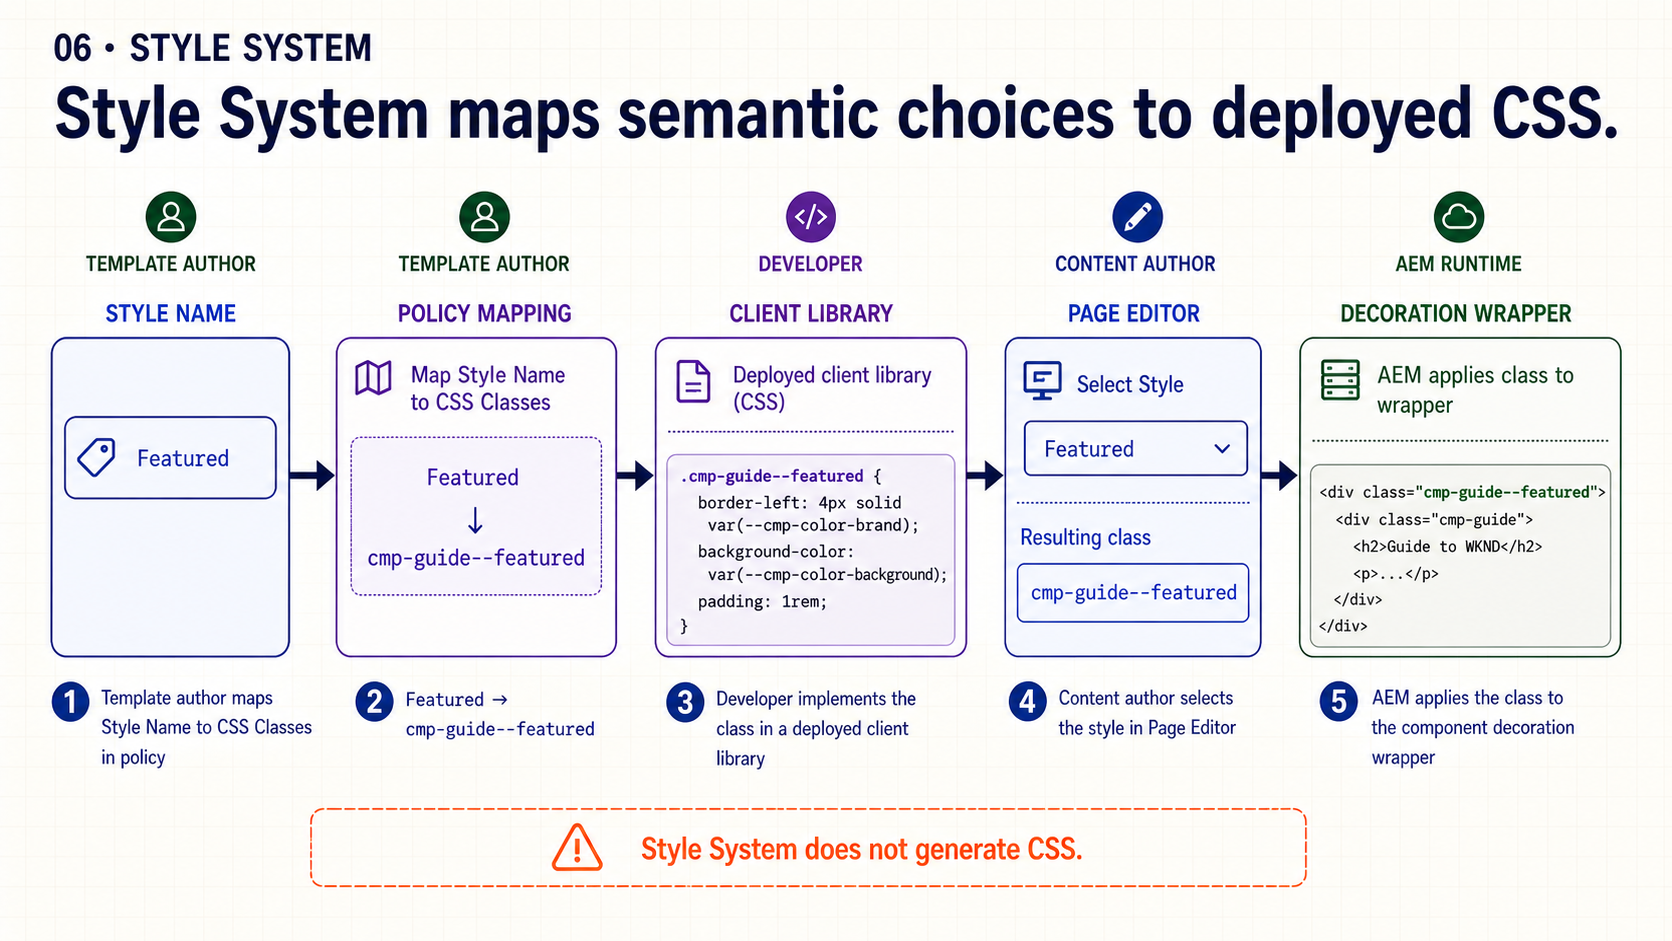 06 • STYLE SYSTEM
Style System maps semantic choices to deployed CSS.
TEMPLATE AUTHOR
STYLE NAME
Featured
TEMPLATE AUTHOR
POLICY MAPPING
Map Style Name
to CSS Classes
Featured
↓
cmp-guide--featured
DEVELOPER
CLIENT LIBRARY
Deployed client library
(CSS)
.cmp-guide--featured {
border-left: 4px solid
var(--cmp-color-brand);
background-color:
var(--cmp-color-background);
padding: 1rem;
}
CONTENT AUTHOR
PAGE EDITOR
Select Style
Featured
Resulting class
cmp-guide--featured
AEM RUNTIME
DECORATION WRAPPER
AEM applies class to
wrapper
<div class="cmp-guide--featured">
<div class="cmp-guide">
<h2>Guide to WKND</h2>
<p>...</p>
</div>
</div>
1 Template author maps
Style Name to CSS Classes
in policy
2 Featured →
cmp-guide--featured
3 Developer implements the
class in a deployed client
library
4 Content author selects
the style in Page Editor
5 AEM applies the class to
the component decoration
wrapper
Style System does not generate CSS.